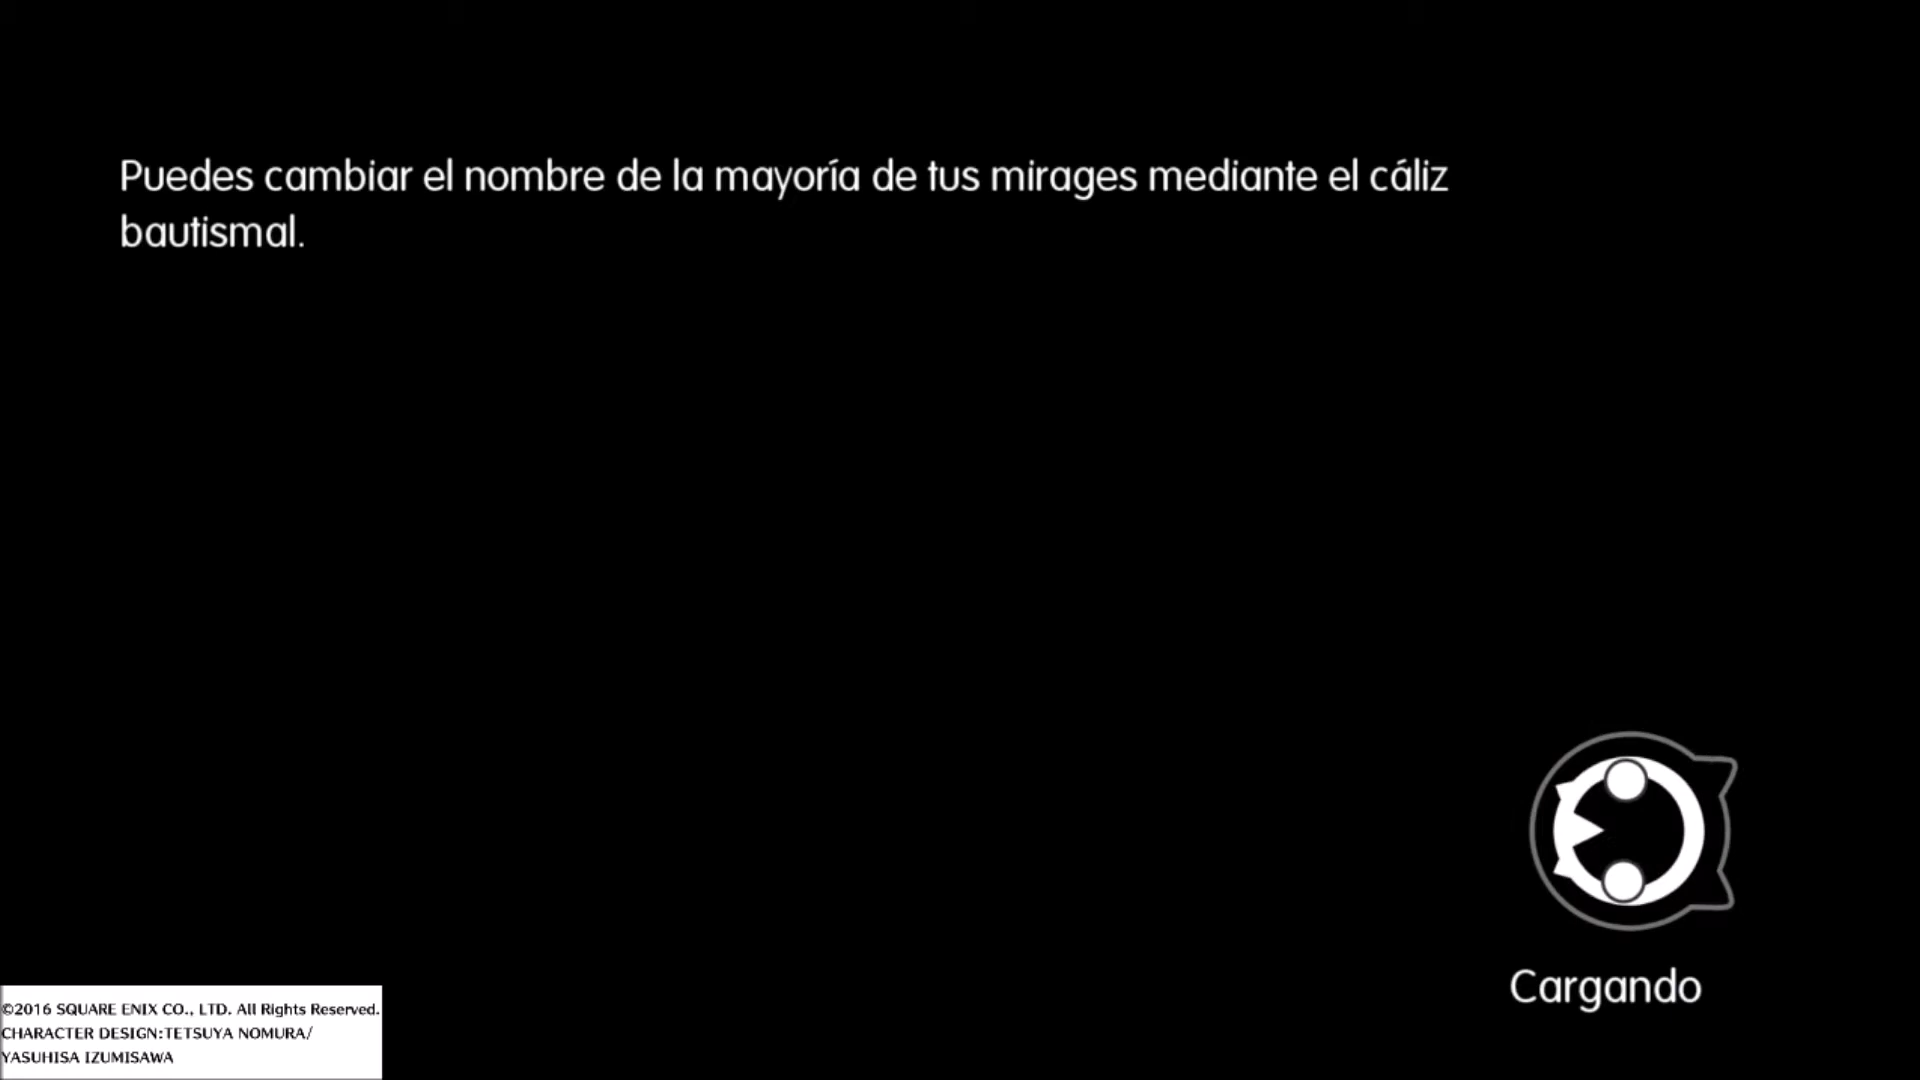 Puedes cambiar el nombre de la mayoría de tus mirages mediante el cáliz
bautismal.
Cargando
©2016 SQUARE ENIX CO., LTD. All Rights Reserved.
CHARACTER DESIGN:TETSUYA NOMURA/
YASUHISA IZUMISAWA